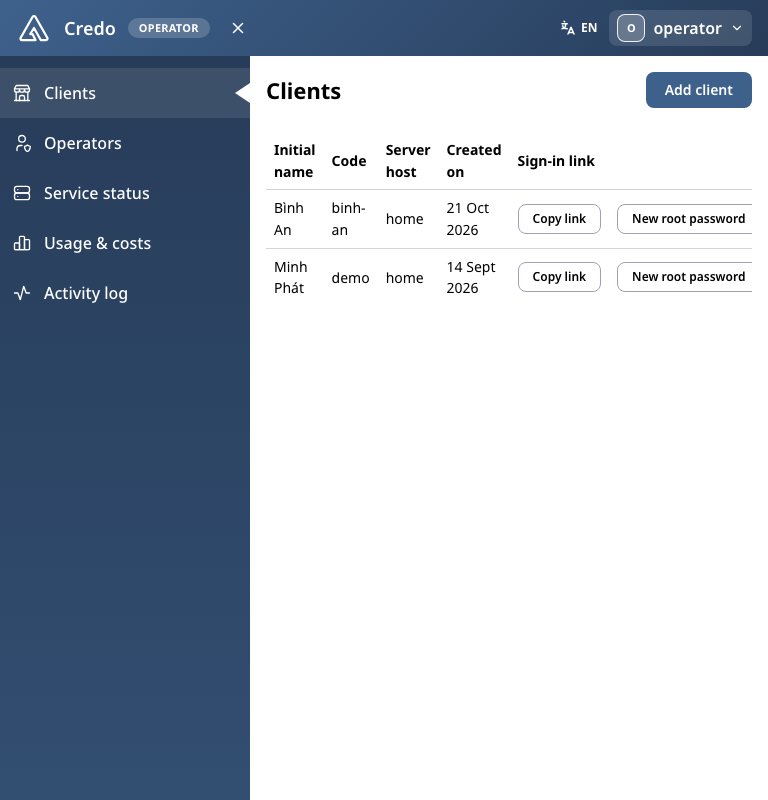 Credo OPERATOR EN O operator
Clients
Operators
Service status
Usage & costs
Activity log
Clients Add client
Initial name Code Server host Created on Sign-in link
Bình An binh-an home 21 Oct 2026 Copy link New root password
Minh Phát demo home 14 Sept 2026 Copy link New root password